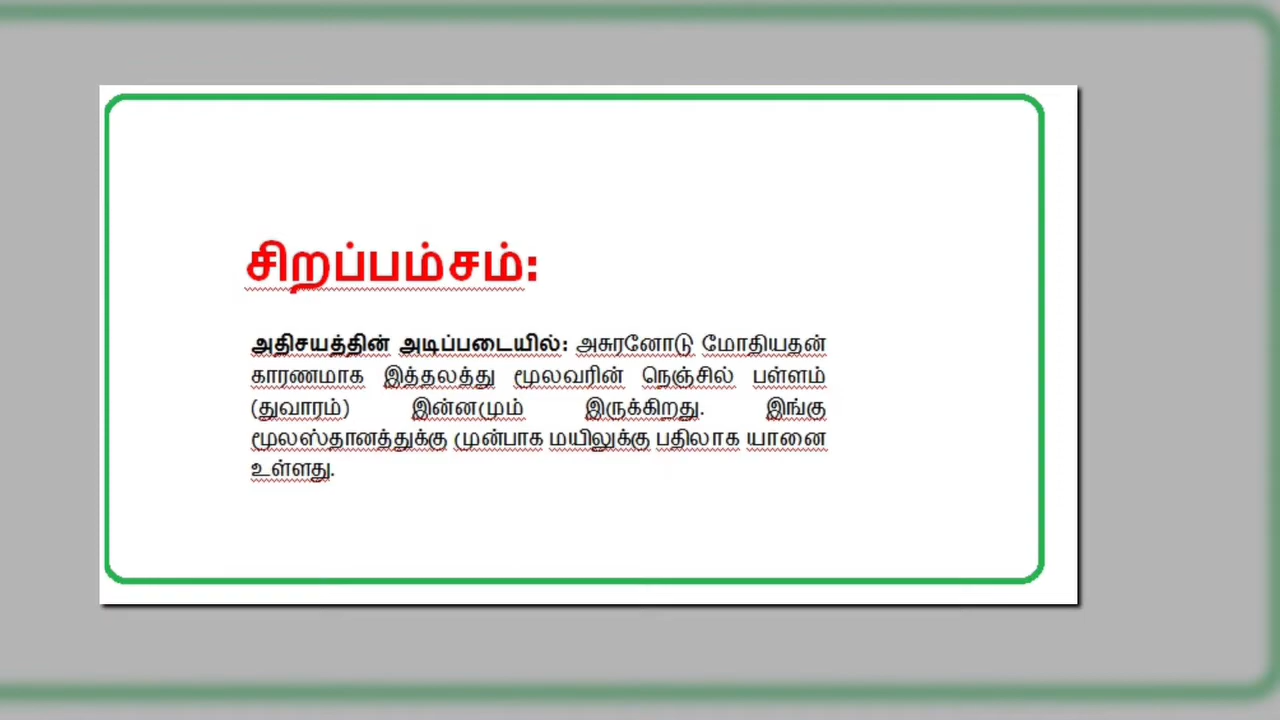 சிறப்பம்சம்:
அதிசயத்தின் அடிப்படையில்: அசுரனோடு மோதியதன்
காரணமாக இத்தலத்து மூலவரின் நெஞ்சில் பள்ளம்
(துவாரம்) இன்னமும் இருக்கிறது. இங்கு
மூலஸ்தானத்துக்கு முன்பாக மயிலுக்கு பதிலாக யானை
உள்ளது.